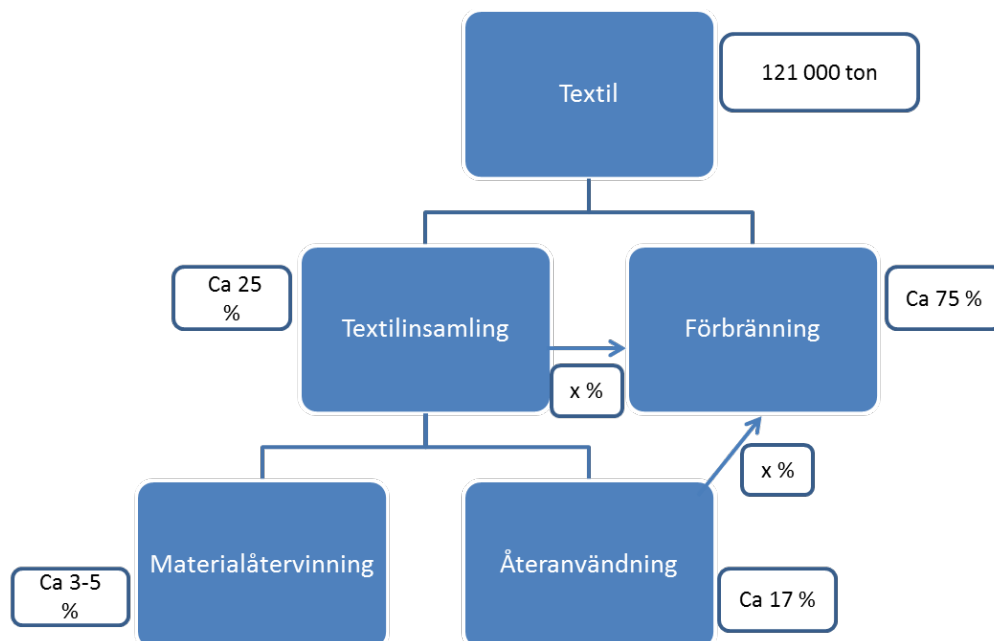 Textil
121 000 ton
Ca 25
%
Textilinsamling
Förbränning
Ca 75 %
x %
x %
Materialåtervinning
Återanvändning
Ca 3-5
%
Ca 17 %